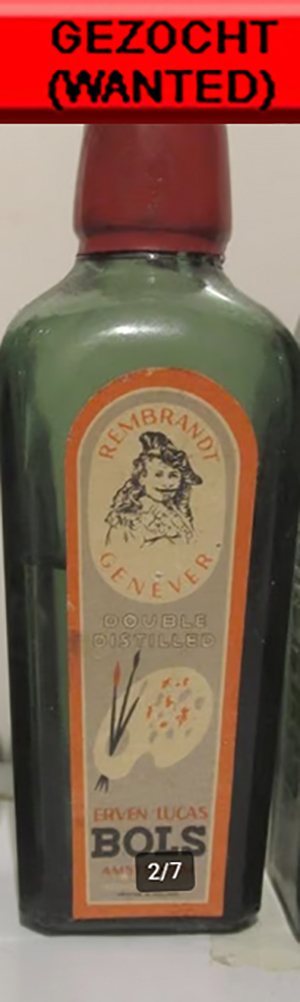 GEZOCHT
(WANTED)
REMBRANDT
GENEVER
DOUBLE
DISTILLED
ERVEN LUCAS
BOLS
2/7